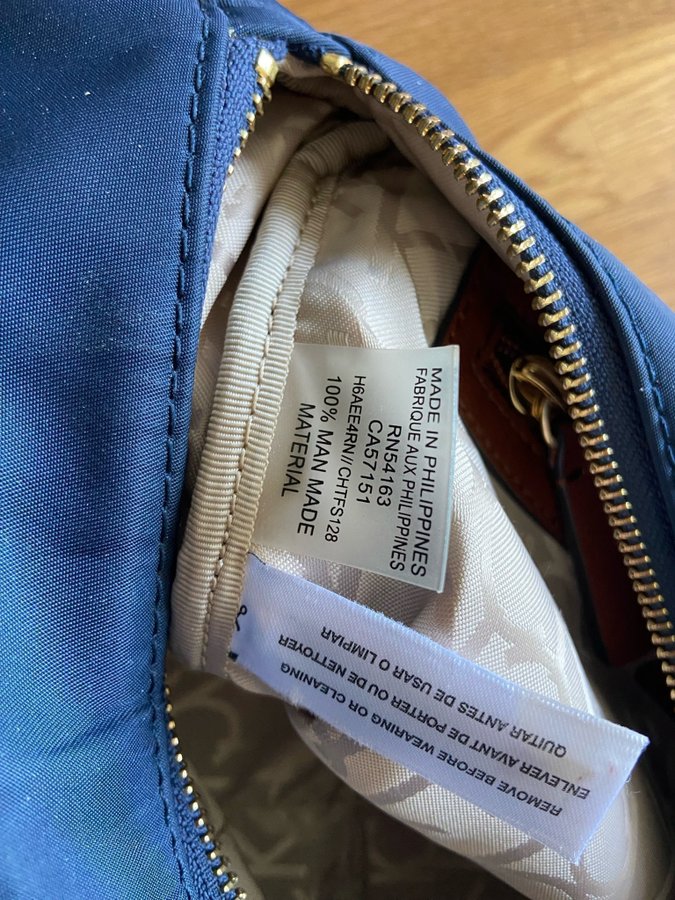 MADE IN PHILIPPINES
FABRIQUE AUX PHILIPPINES
RN54163
CA57151
H6AEE4RN//CHTFS128
100% MAN MADE
MATERIAL
REMOVE BEFORE WEARING OR CLEANING
ENLEVER AVANT DE PORTER OU DE NETTOYER
QUITAR ANTES DE USAR O LIMPIAR